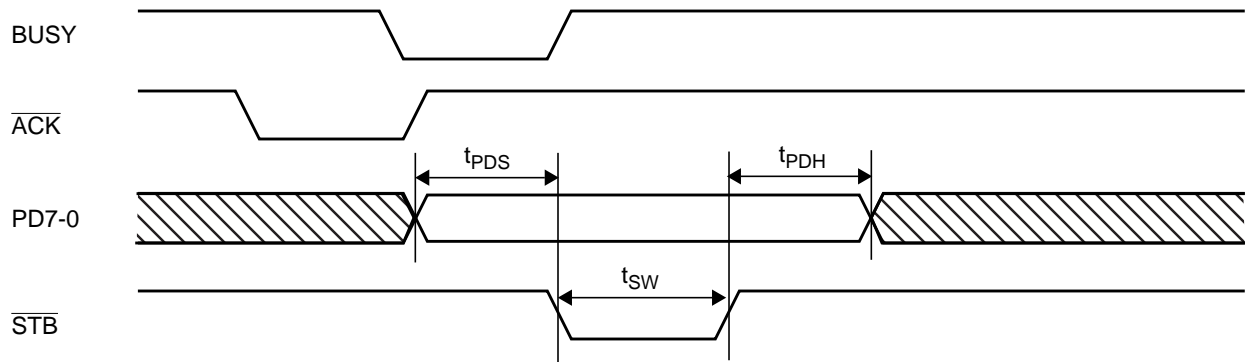 BUSY
ACK
tPDS
tPDH
PD7-0
tSW
STB